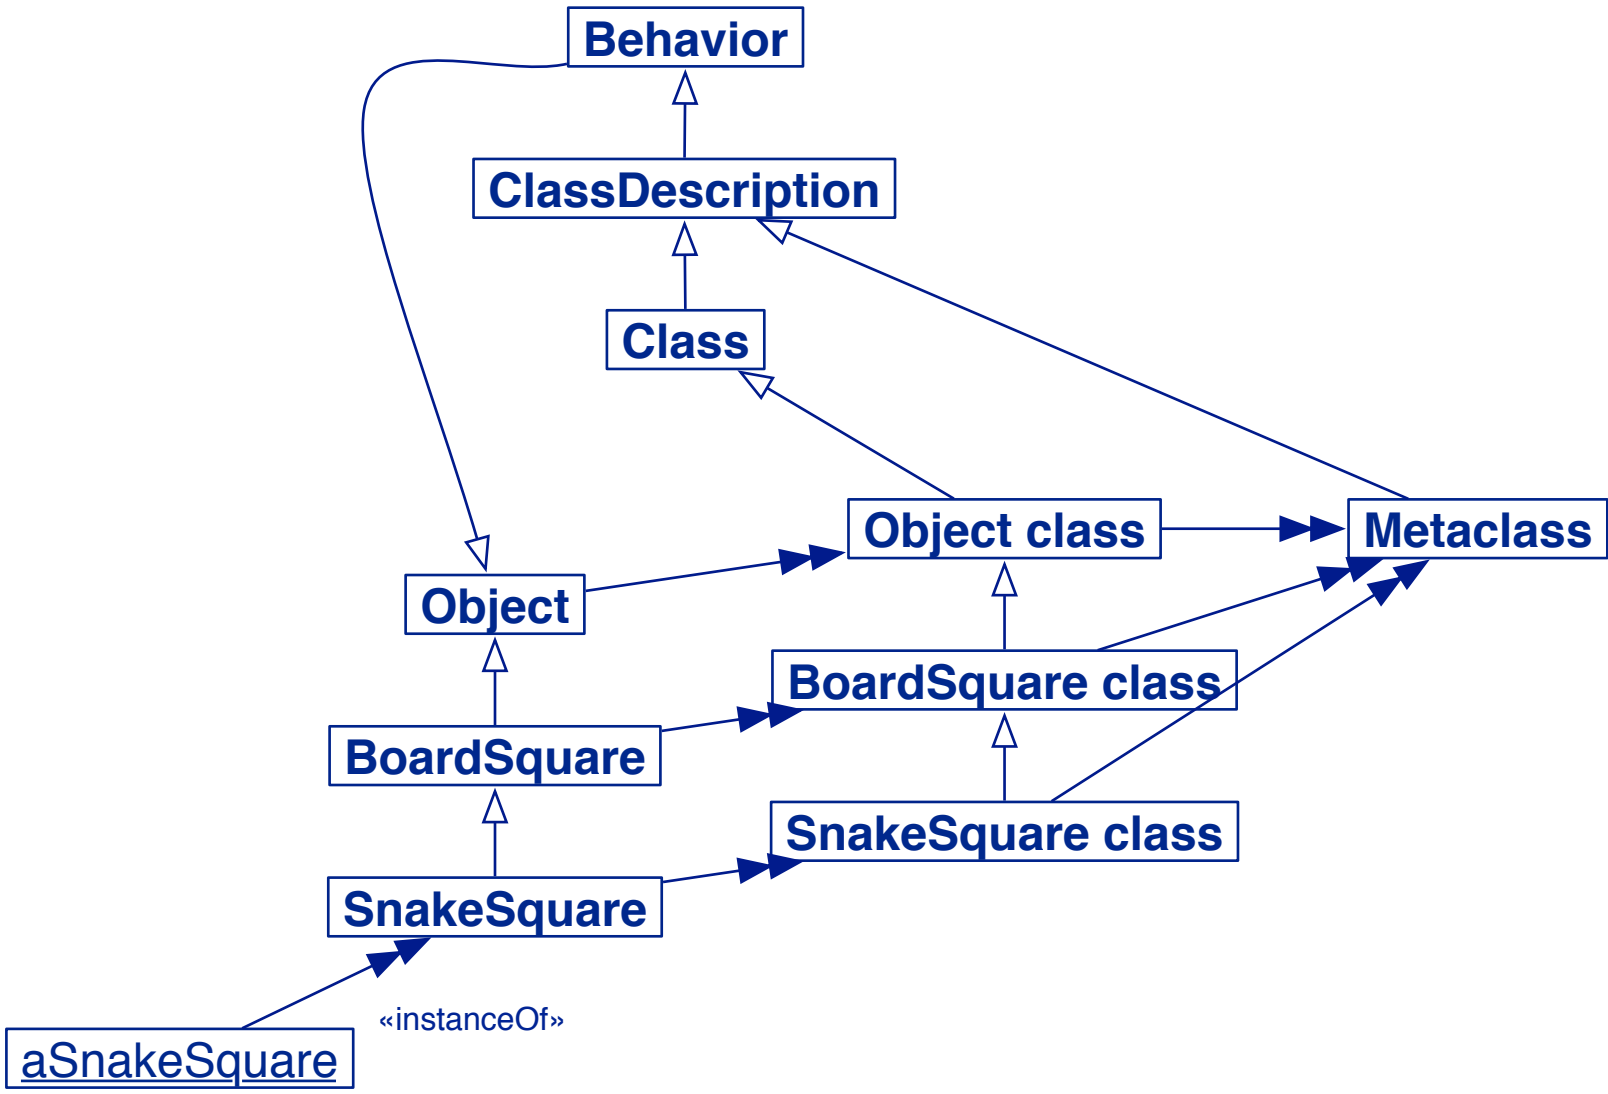 Behavior
ClassDescription
Class
Object class
Metaclass
Object
BoardSquare class
BoardSquare
SnakeSquare class
SnakeSquare
«instanceOf»
aSnakeSquare